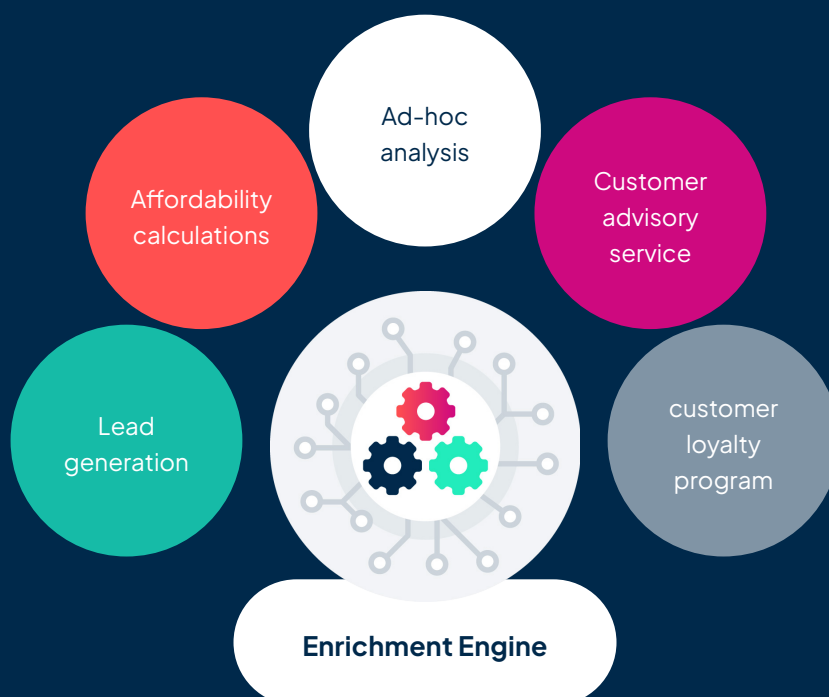 Ad-hoc
analysis
Affordability
calculations
Customer
advisory
service
Lead
generation
customer
loyalty
program
Enrichment Engine